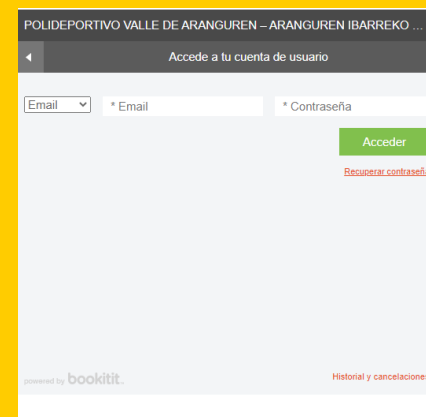 POLIDEPORTIVO VALLE DE ARANGUREN – ARANGUREN IBARREKO ...
Accede a tu cuenta de usuario
Email * Email * Contraseña
Acceder
Recuperar contraseña
powered by bookitit.
Historial y cancelaciones